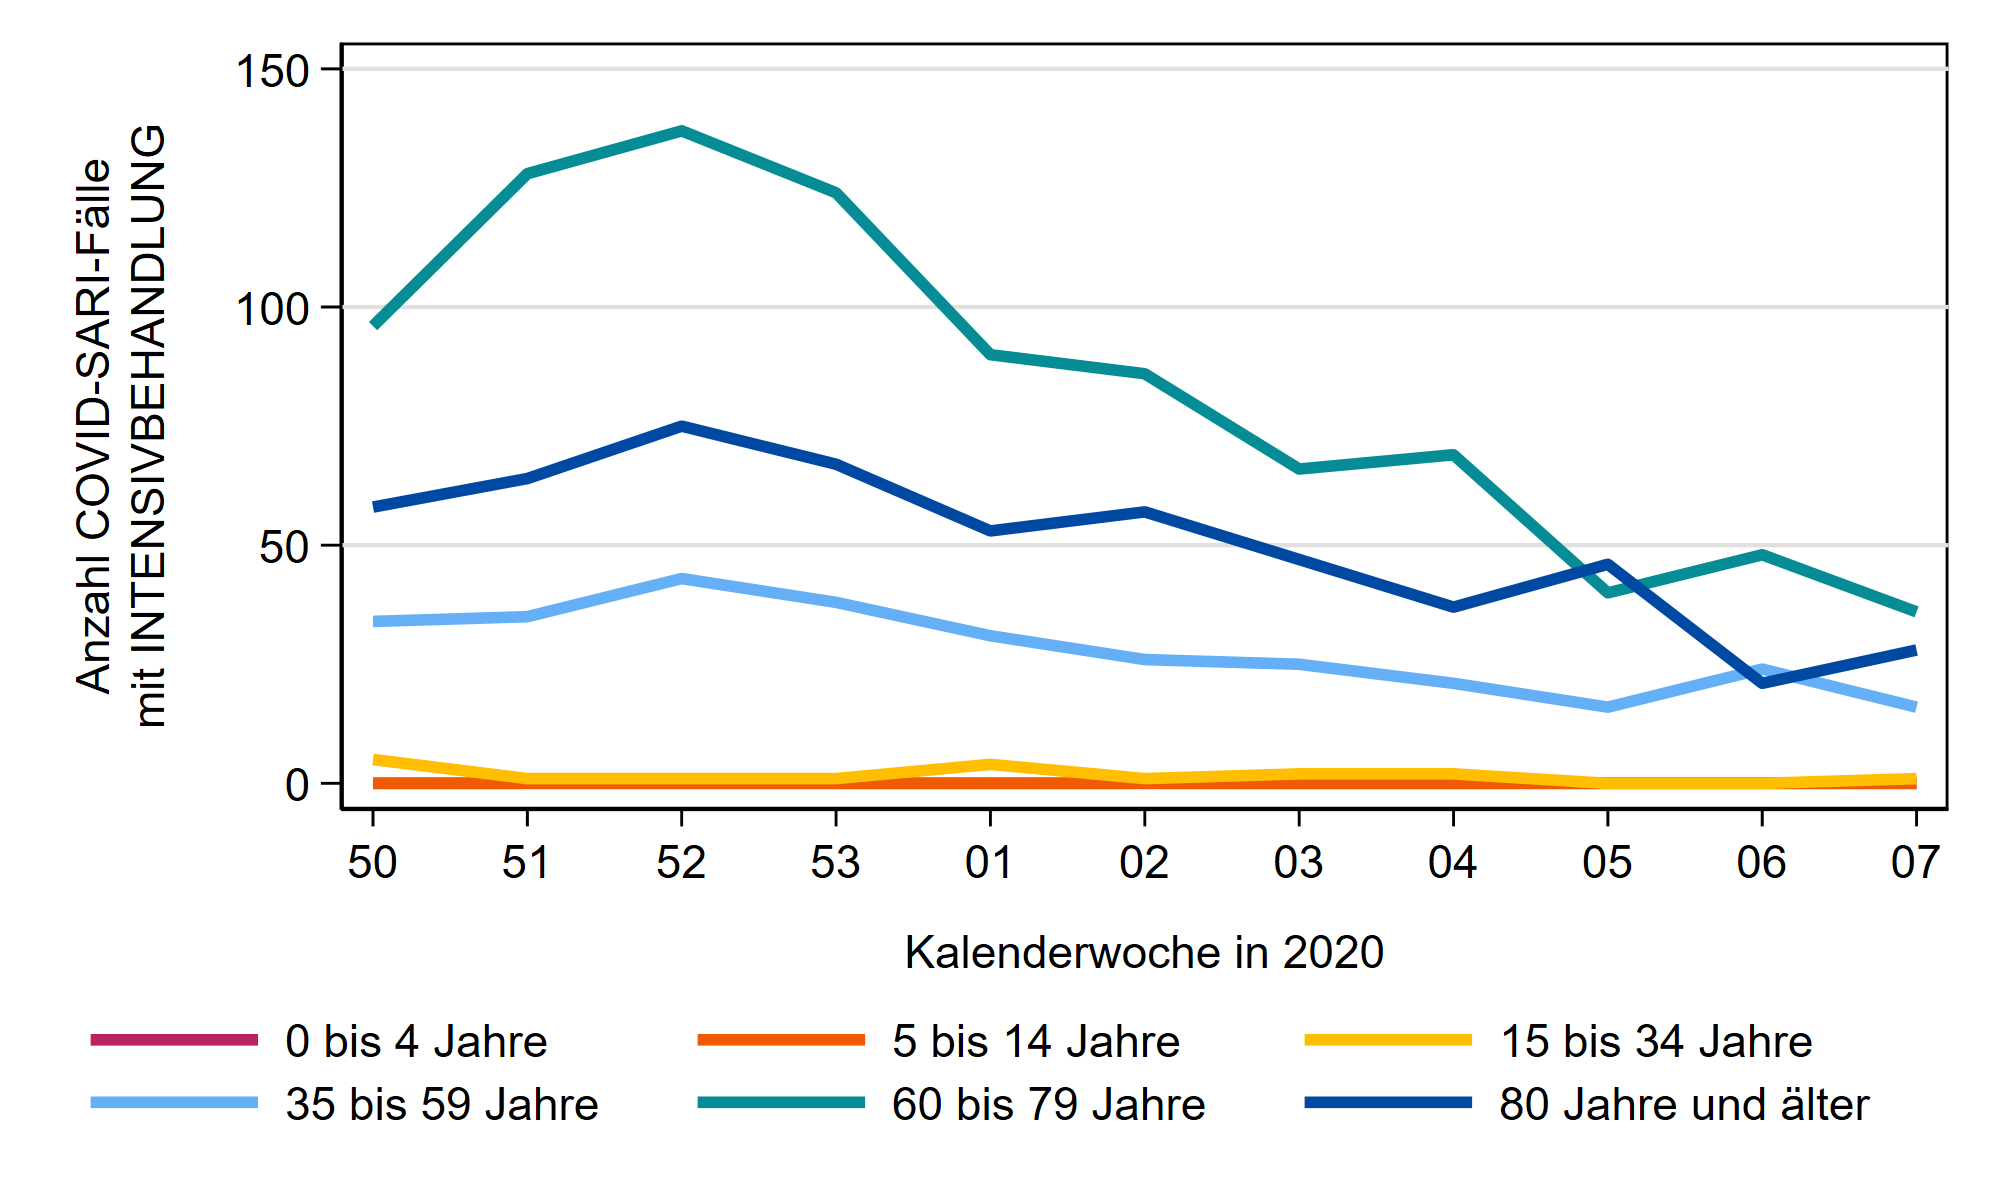 Anzahl COVID-SARI-Fälle
mit INTENSIVBEHANDLUNG
150
100
50
0
50 51 52 53 01 02 03 04 05 06 07
Kalenderwoche in 2020
0 bis 4 Jahre 5 bis 14 Jahre 15 bis 34 Jahre
35 bis 59 Jahre 60 bis 79 Jahre 80 Jahre und älter